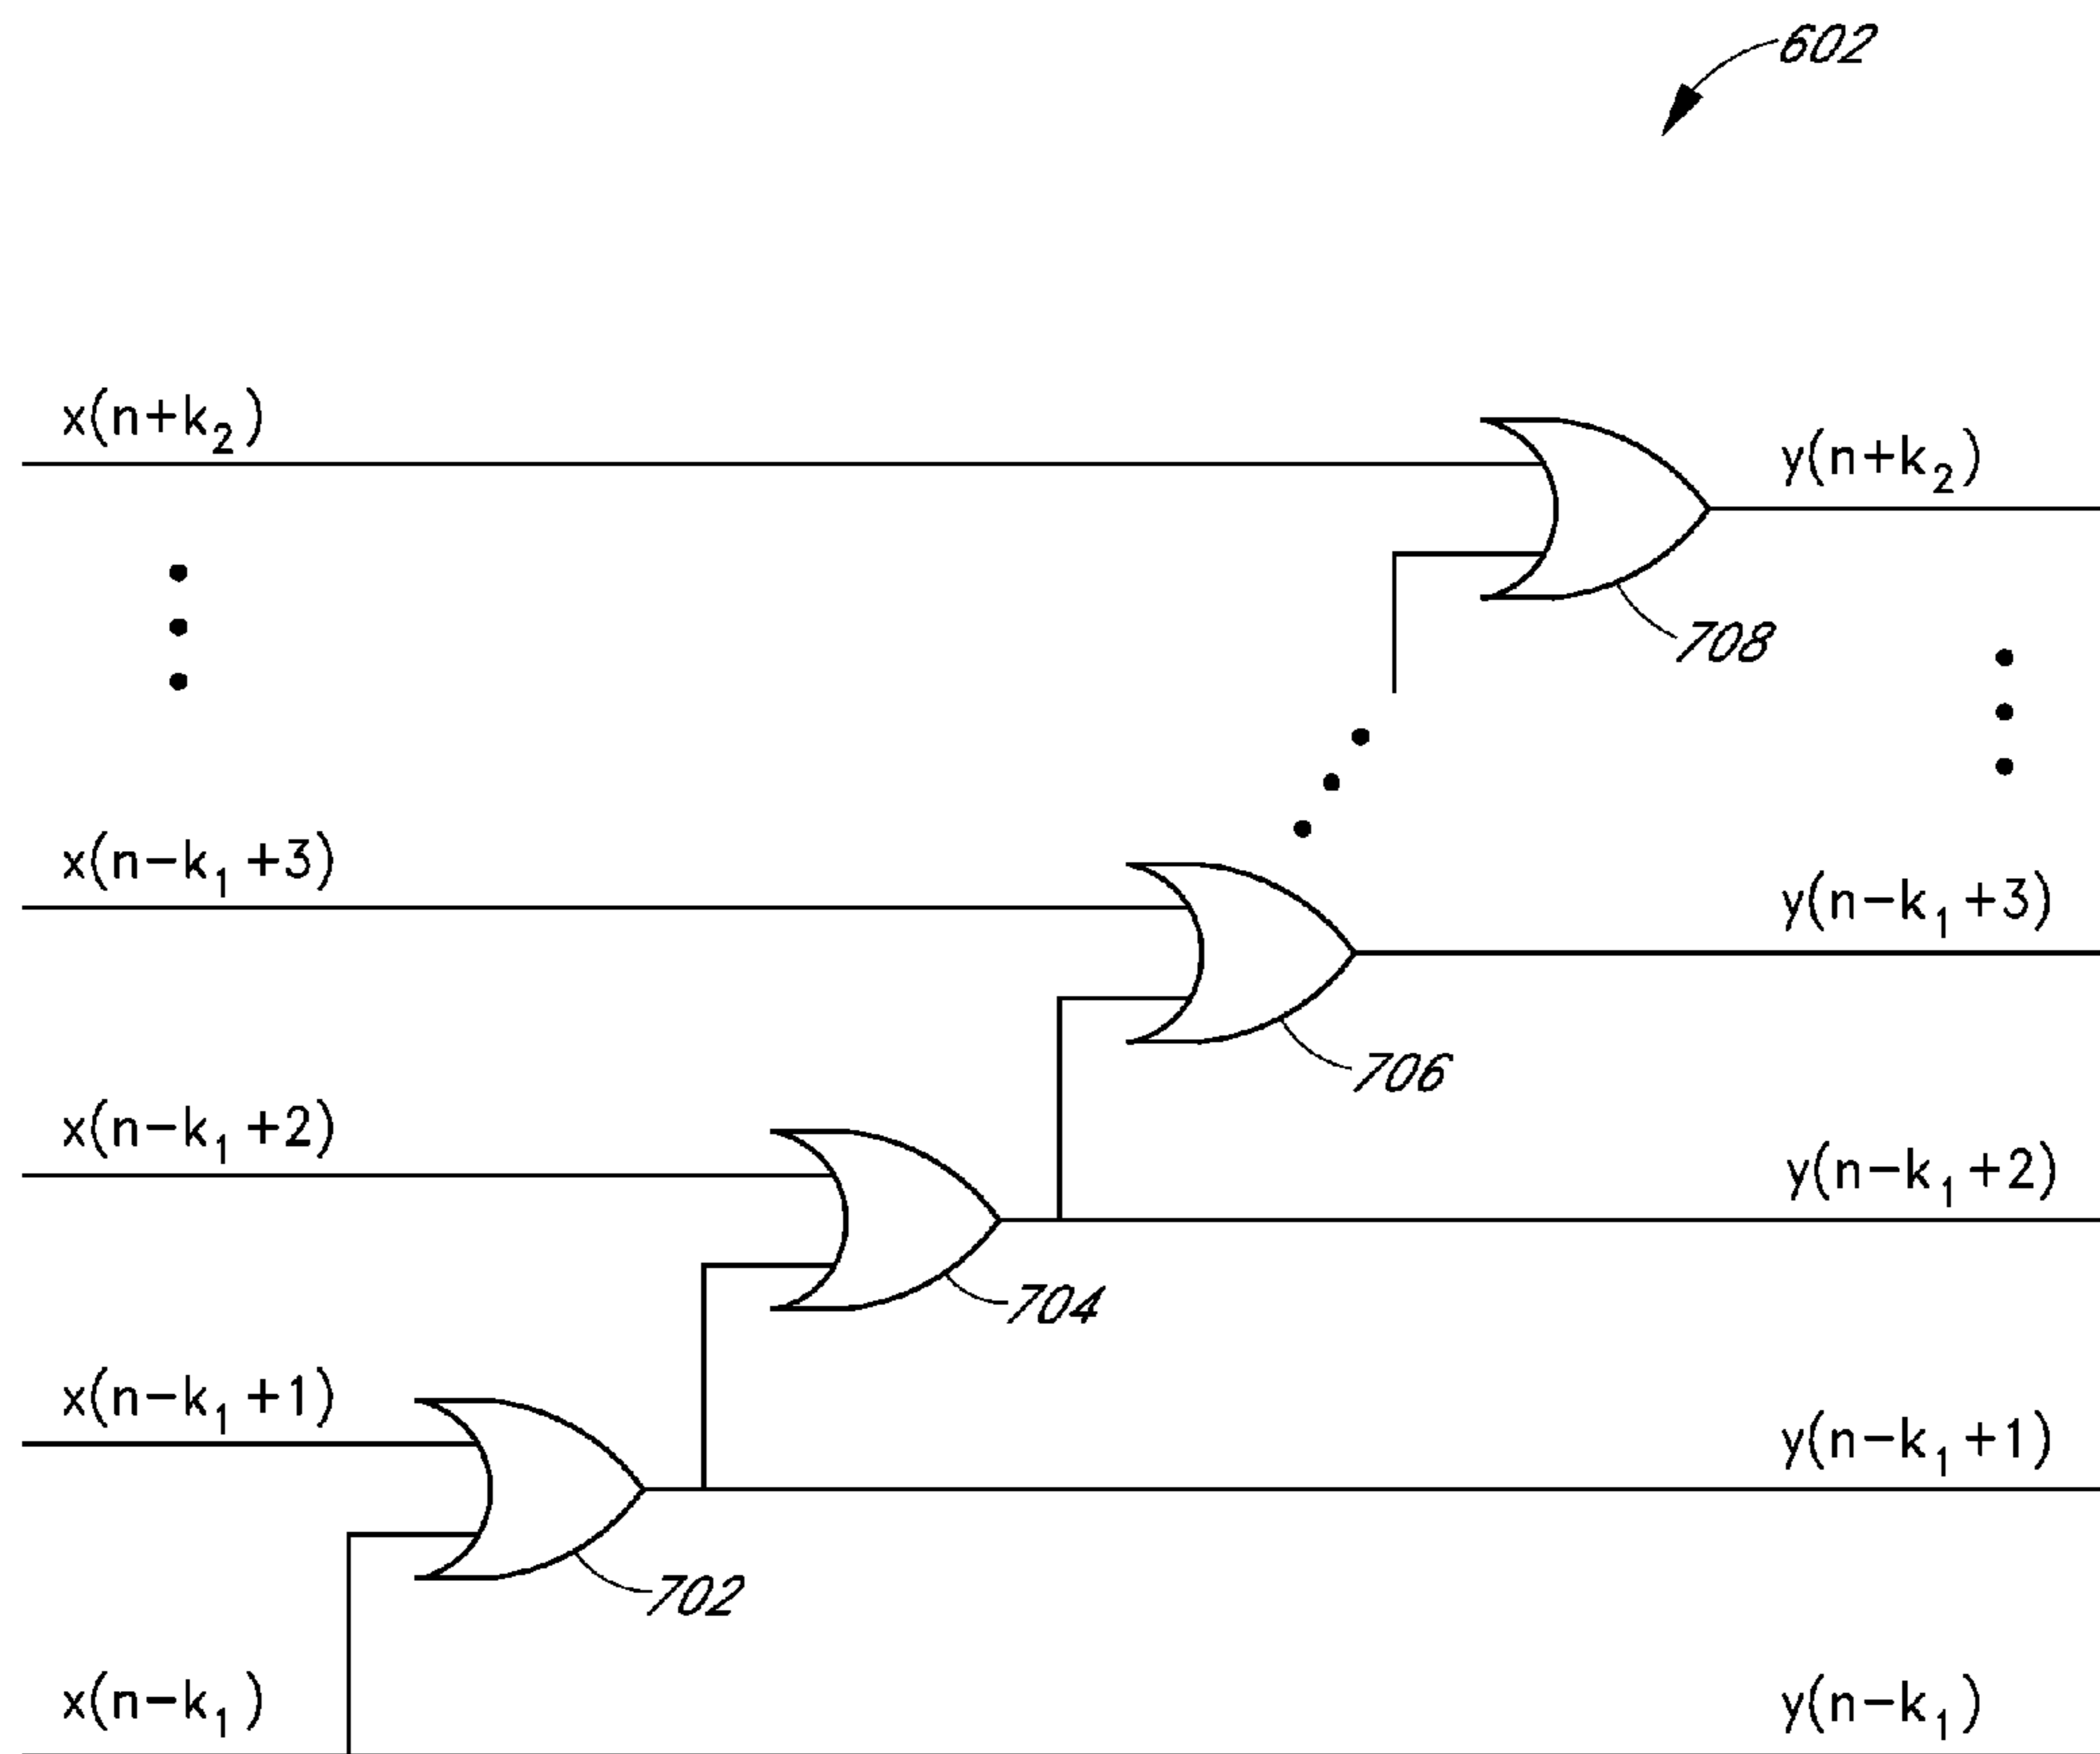 602
x(n+k₂)
y(n+k₂)
708
x(n−k₁+3)
y(n−k₁+3)
706
x(n−k₁+2)
y(n−k₁+2)
704
x(n−k₁+1)
y(n−k₁+1)
702
x(n−k₁)
y(n−k₁)